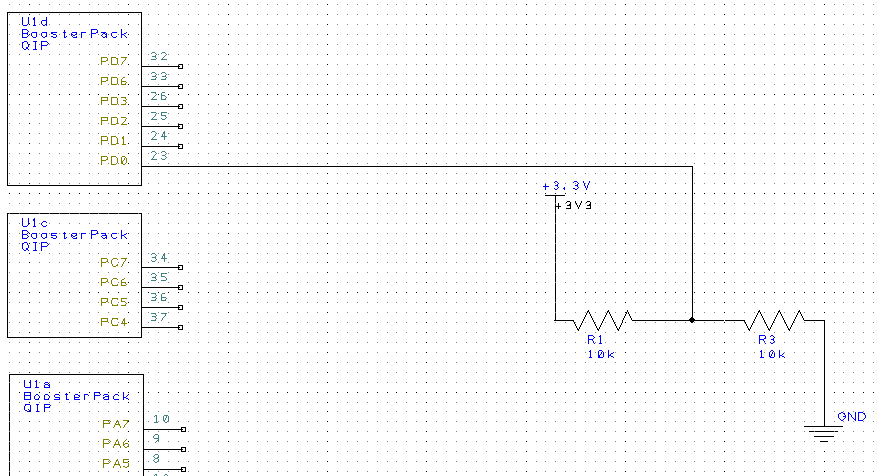 U1d
BoosterPack
QIP
PD7 32
PD6 33
PD3 26
PD2 25
PD1 24
PD0 23
+3.3V
+3V3
U1c
BoosterPack
QIP
PC7 34
PC6 35
PC5 36
PC4 37
R1
10k
R3
10k
U1a
BoosterPack
QIP
GND
PA7 10
PA6 9
PA5 8